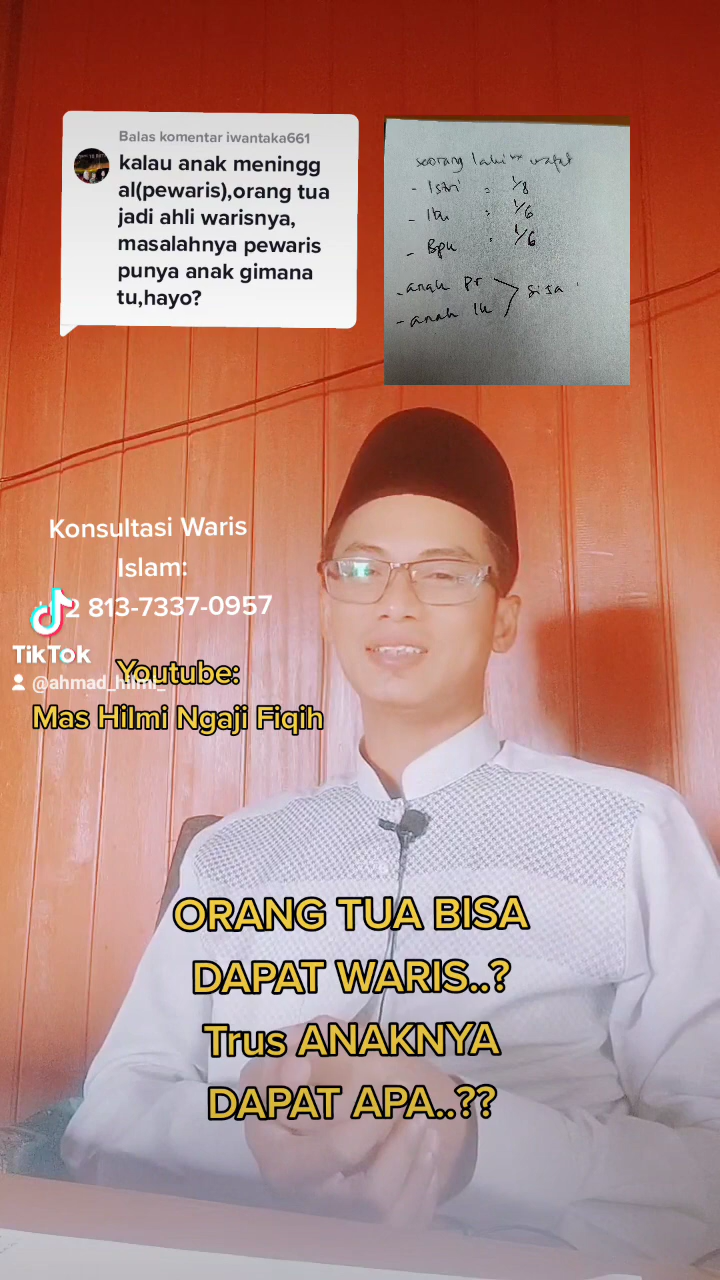 Balas komentar iwantaka661
kalau anak meningg
al(pewaris),orang tua
jadi ahli warisnya,
masalahnya pewaris
punya anak gimana
tu,hayo?
seorang laki"
- Istri : 1/8
- Ibu : 1/6
- Bpk : 1/6
- anak Pr
- anak lk
sisa
Konsultasi Waris
Islam:
2 813-7337-0957
TikTok
@ahmad_hilmi_
Youtube:
Mas Hilmi Ngaji Fiqih
ORANG TUA BISA
DAPAT WARIS..?
Trus ANAKNYA
DAPAT APA..??